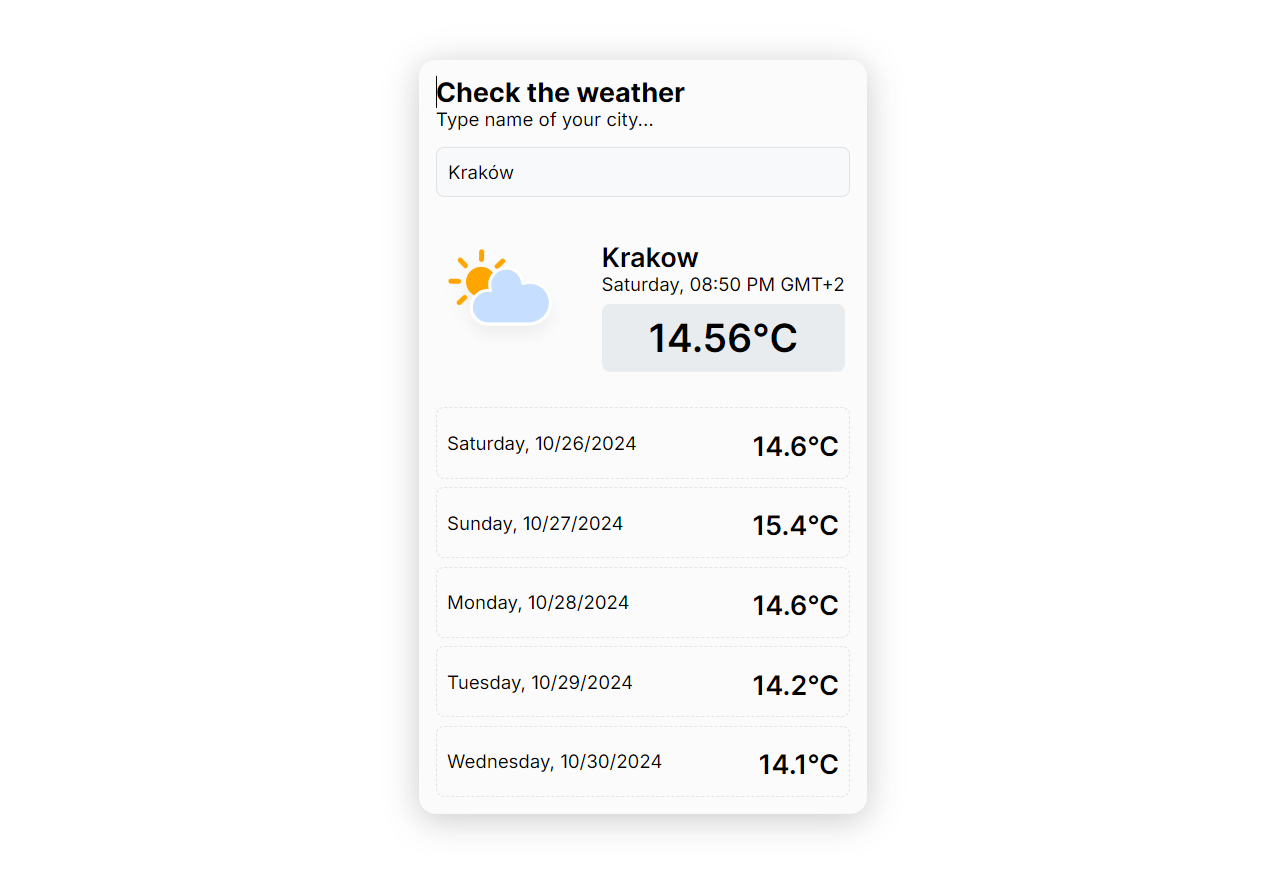 Check the weather
Type name of your city...
Kraków
Krakow
Saturday, 08:50 PM GMT+2
14.56°C
Saturday, 10/26/2024 14.6°C
Sunday, 10/27/2024 15.4°C
Monday, 10/28/2024 14.6°C
Tuesday, 10/29/2024 14.2°C
Wednesday, 10/30/2024 14.1°C